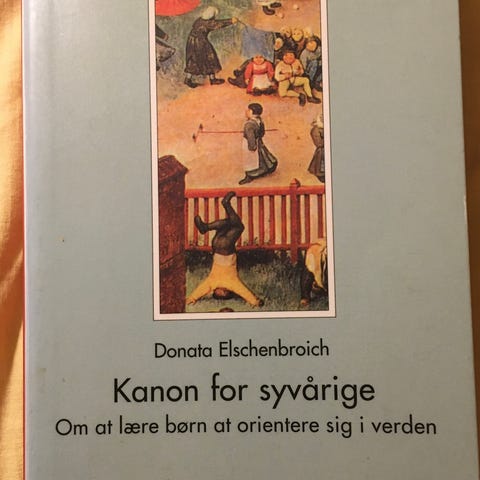 Donata Elschenbroich
Kanon for syvårige
Om at lære børn at orientere sig i verden